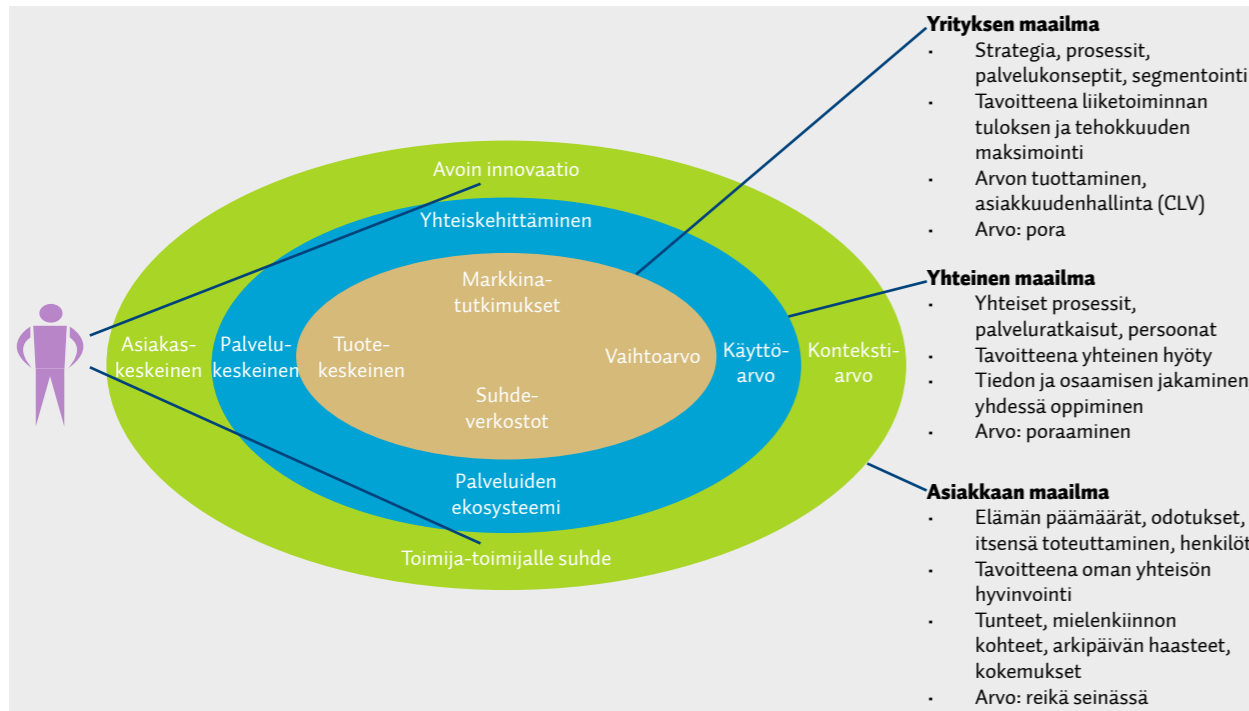 Avoin innovaatio
Yhteiskehittäminen
Markkina-
tutkimukset
Asiakas-
keskeinen
Palvelu-
keskeinen
Tuote-
keskeinen
Vaihtoarvo
Käyttö-
arvo
Konteksti-
arvo
Suhde-
verkostot
Palveluiden
ekosysteemi
Toimija-toimijalle suhde
Yrityksen maailma
· Strategia, prosessit,
palvelukonseptit, segmentointi
· Tavoitteena liiketoiminnan
tuloksen ja tehokkuuden
maksimointi
· Arvon tuottaminen,
asiakkuudenhallinta (CLV)
· Arvo: pora
Yhteinen maailma
· Yhteiset prosessit,
palveluratkaisut, persoonat
· Tavoitteena yhteinen hyöty
· Tiedon ja osaamisen jakaminen,
yhdessä oppiminen
· Arvo: poraaminen
Asiakkaan maailma
· Elämän päämäärät, odotukset,
itsensä toteuttaminen, henkilöt
· Tavoitteena oman yhteisön
hyvinvointi
· Tunteet, mielenkiinnon
kohteet, arkipäivän haasteet,
kokemukset
· Arvo: reikä seinässä